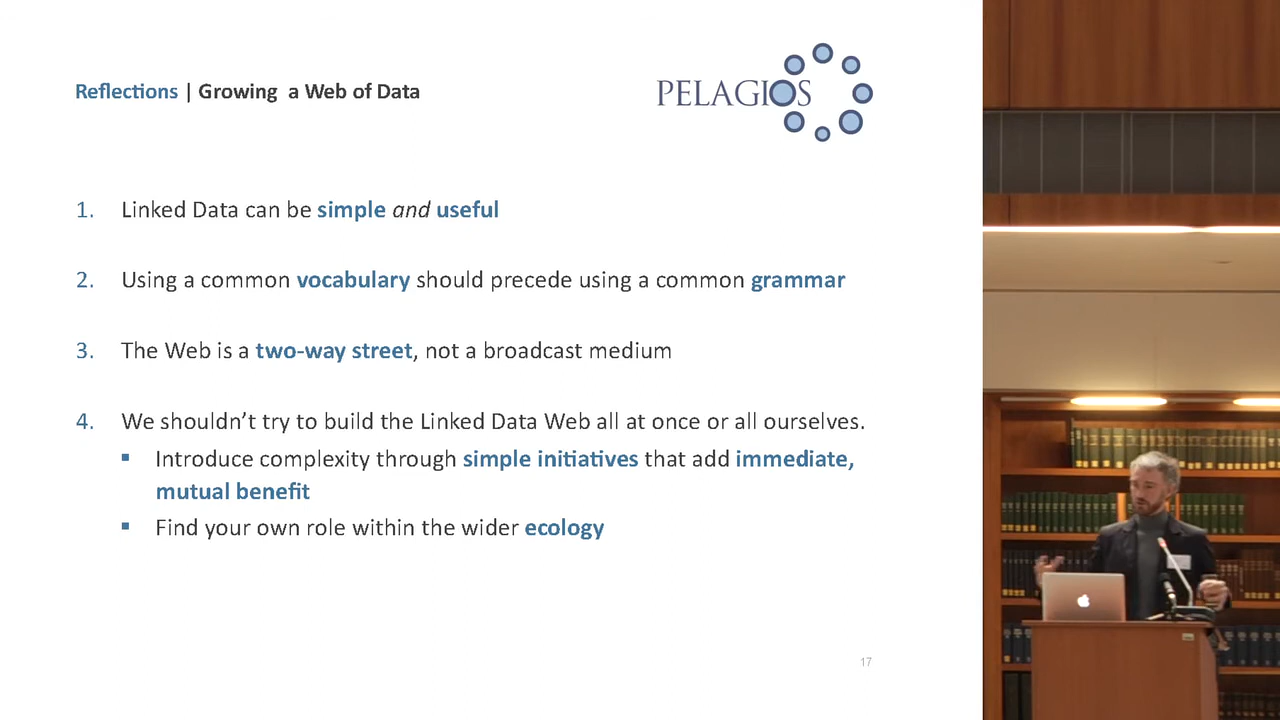 Reflections | Growing a Web of Data
PELAGIOS
1. Linked Data can be simple and useful
2. Using a common vocabulary should precede using a common grammar
3. The Web is a two-way street, not a broadcast medium
4. We shouldn’t try to build the Linked Data Web all at once or all ourselves.
▪ Introduce complexity through simple initiatives that add immediate,
mutual benefit
▪ Find your own role within the wider ecology
17